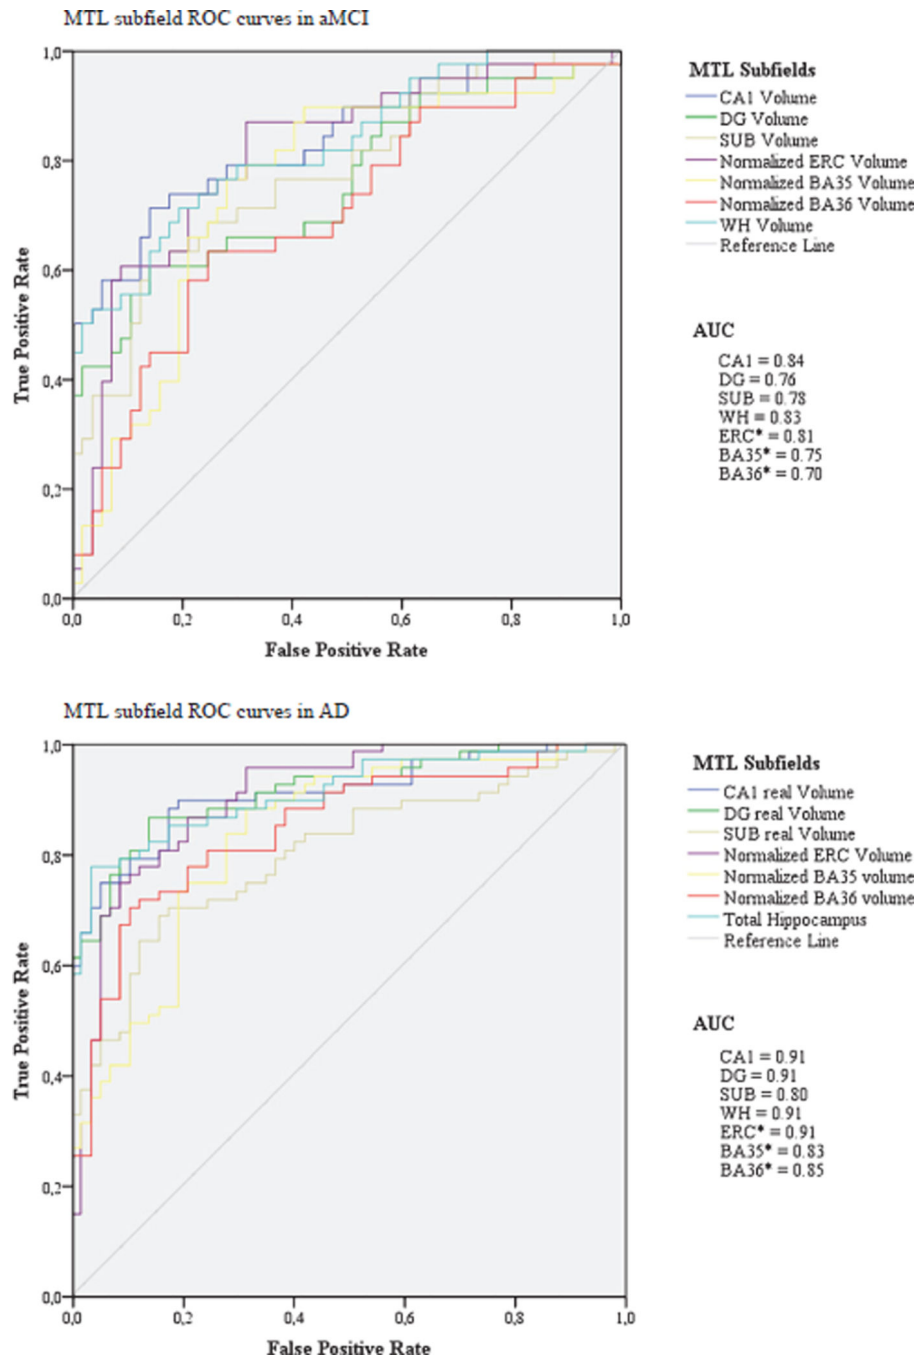 MTL subfield ROC curves in aMCI
1,0
0,8
0,6
0,4
0,2
0,0
True Positive Rate
0,0 0,2 0,4 0,6 0,8 1,0
False Positive Rate
MTL Subfields
CA1 Volume
DG Volume
SUB Volume
Normalized ERC Volume
Normalized BA35 Volume
Normalized BA36 Volume
WH Volume
Reference Line
AUC
CA1 = 0.84
DG = 0.76
SUB = 0.78
WH = 0.83
ERC* = 0.81
BA35* = 0.75
BA36* = 0.70
MTL subfield ROC curves in AD
1,0
0,8
0,6
0,4
0,2
0,0
True Positive Rate
0,0 0,2 0,4 0,6 0,8 1,0
False Positive Rate
MTL Subfields
CA1 real Volume
DG real Volume
SUB real Volume
Normalized ERC Volume
Normalized BA35 volume
Normalized BA36 volume
Total Hippocampus
Reference Line
AUC
CA1 = 0.91
DG = 0.91
SUB = 0.80
WH = 0.91
ERC* = 0.91
BA35* = 0.83
BA36* = 0.85